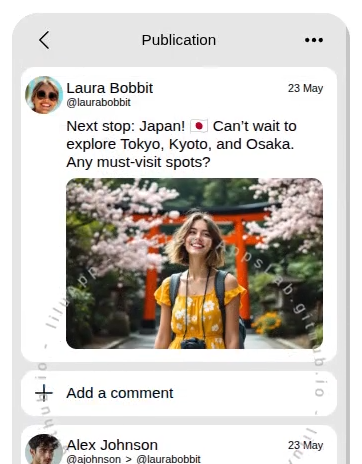 Publication
Laura Bobbit
23 May
@laurabobbit
Next stop: Japan! 🇯🇵 Can't wait to
explore Tokyo, Kyoto, and Osaka.
Any must-visit spots?
Add a comment
Alex Johnson
23 May
@ajohnson > @laurabobbit